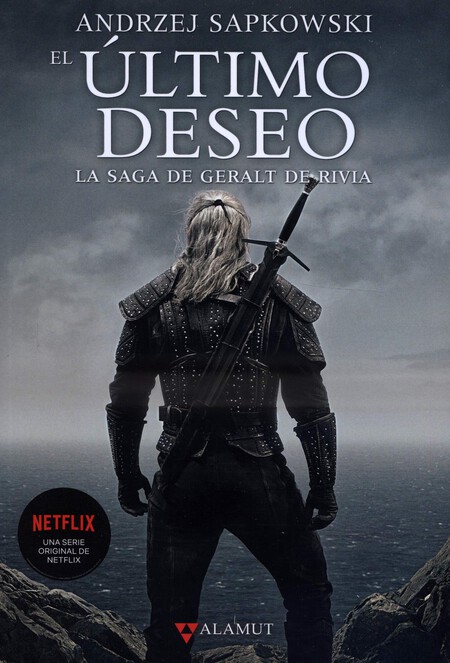 ANDRZEJ SAPKOWSKI
EL
ÚLTIMO
DESEO
LA SAGA DE GERALT DE RIVIA
NETFLIX
UNA SERIE
ORIGINAL DE
NETFLIX
ALAMUT